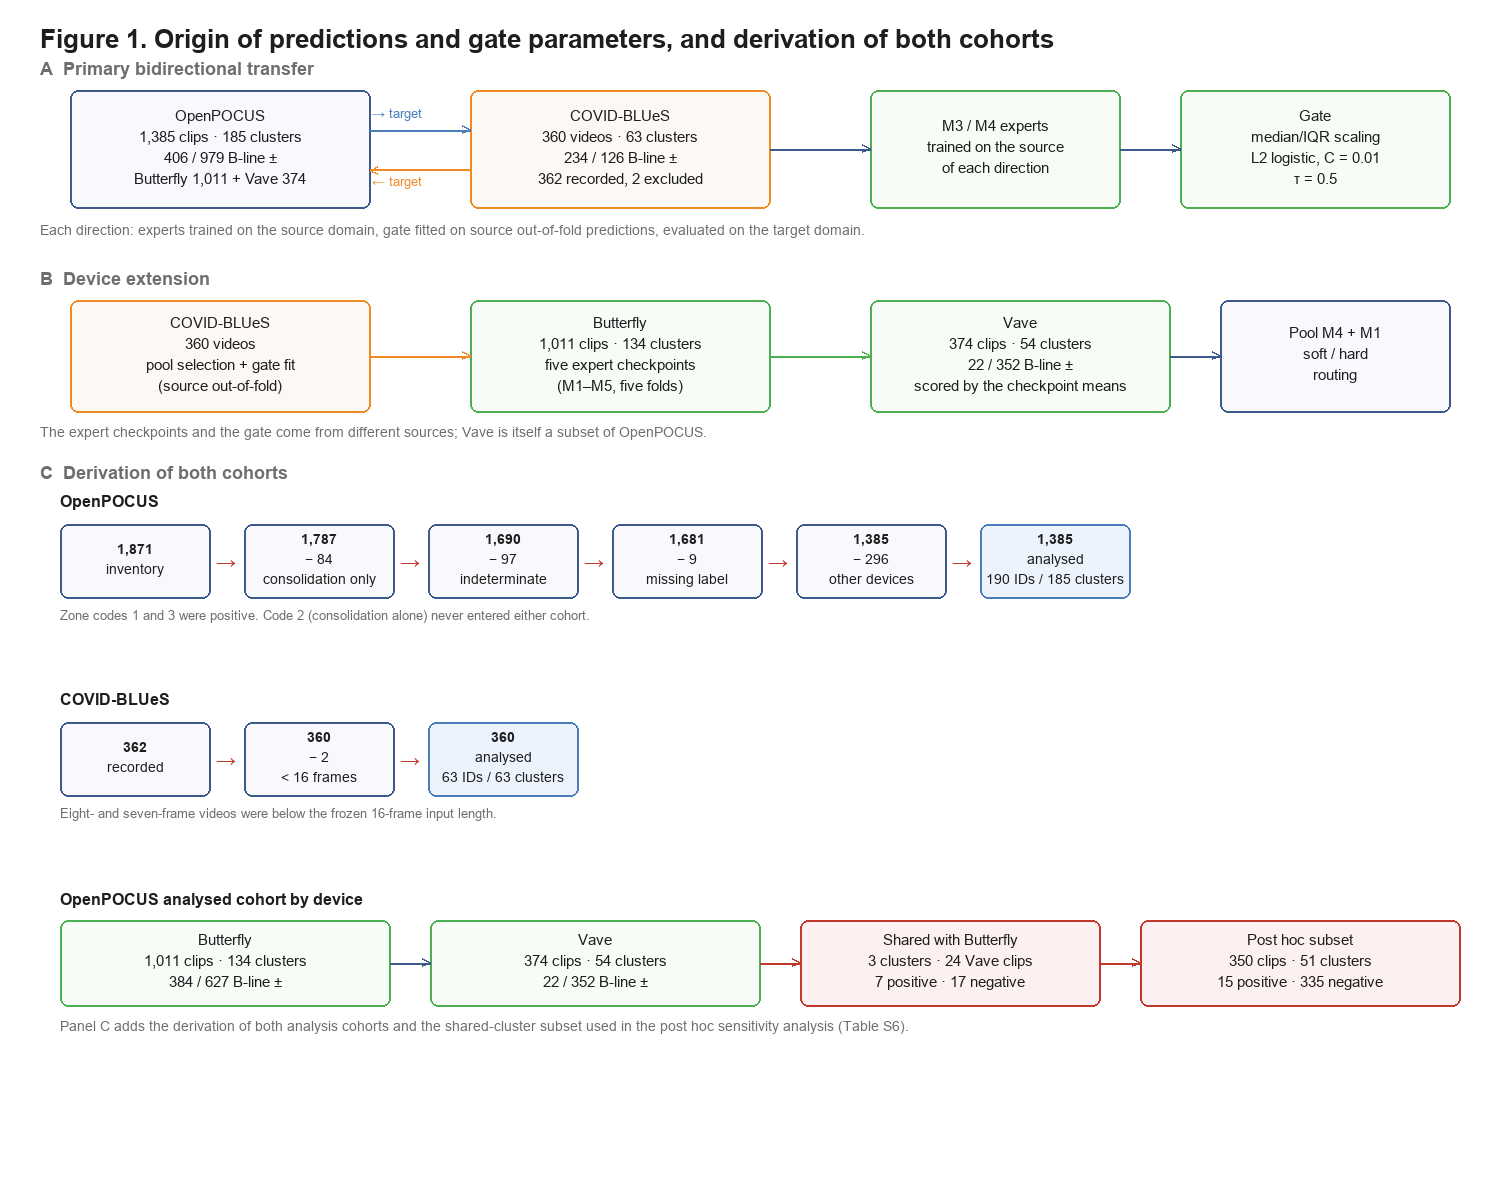 Figure 1. Origin of predictions and gate parameters, and derivation of both cohorts
A Primary bidirectional transfer
OpenPOCUS
1,385 clips · 185 clusters
406 / 979 B-line ±
Butterfly 1,011 + Vave 374
→ target
← target
COVID-BLUeS
360 videos · 63 clusters
234 / 126 B-line ±
362 recorded, 2 excluded
M3 / M4 experts
trained on the source
of each direction
Gate
median/IQR scaling
L2 logistic, C = 0.01
τ = 0.5
Each direction: experts trained on the source domain, gate fitted on source out-of-fold predictions, evaluated on the target domain.
B Device extension
COVID-BLUeS
360 videos
pool selection + gate fit
(source out-of-fold)
Butterfly
1,011 clips · 134 clusters
five expert checkpoints
(M1–M5, five folds)
Vave
374 clips · 54 clusters
22 / 352 B-line ±
scored by the checkpoint means
Pool M4 + M1
soft / hard
routing
The expert checkpoints and the gate come from different sources; Vave is itself a subset of OpenPOCUS.
C Derivation of both cohorts
OpenPOCUS
1,871
inventory
→
1,787
− 84
consolidation only
→
1,690
− 97
indeterminate
→
1,681
− 9
missing label
→
1,385
− 296
other devices
→
1,385
analysed
190 IDs / 185 clusters
Zone codes 1 and 3 were positive. Code 2 (consolidation alone) never entered either cohort.
COVID-BLUeS
362
recorded
→
360
− 2
< 16 frames
→
360
analysed
63 IDs / 63 clusters
Eight- and seven-frame videos were below the frozen 16-frame input length.
OpenPOCUS analysed cohort by device
Butterfly
1,011 clips · 134 clusters
384 / 627 B-line ±
Vave
374 clips · 54 clusters
22 / 352 B-line ±
Shared with Butterfly
3 clusters · 24 Vave clips
7 positive · 17 negative
Post hoc subset
350 clips · 51 clusters
15 positive · 335 negative
Panel C adds the derivation of both analysis cohorts and the shared-cluster subset used in the post hoc sensitivity analysis (Table S6).